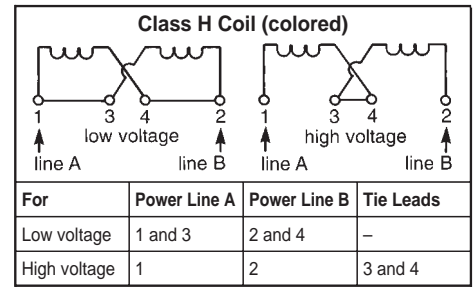 Class H Coil (colored)
1 3 4 2 1 3 4 2
low voltage high voltage
line A line B line A line B
For Power Line A Power Line B Tie Leads
Low voltage 1 and 3 2 and 4 –
High voltage 1 2 3 and 4